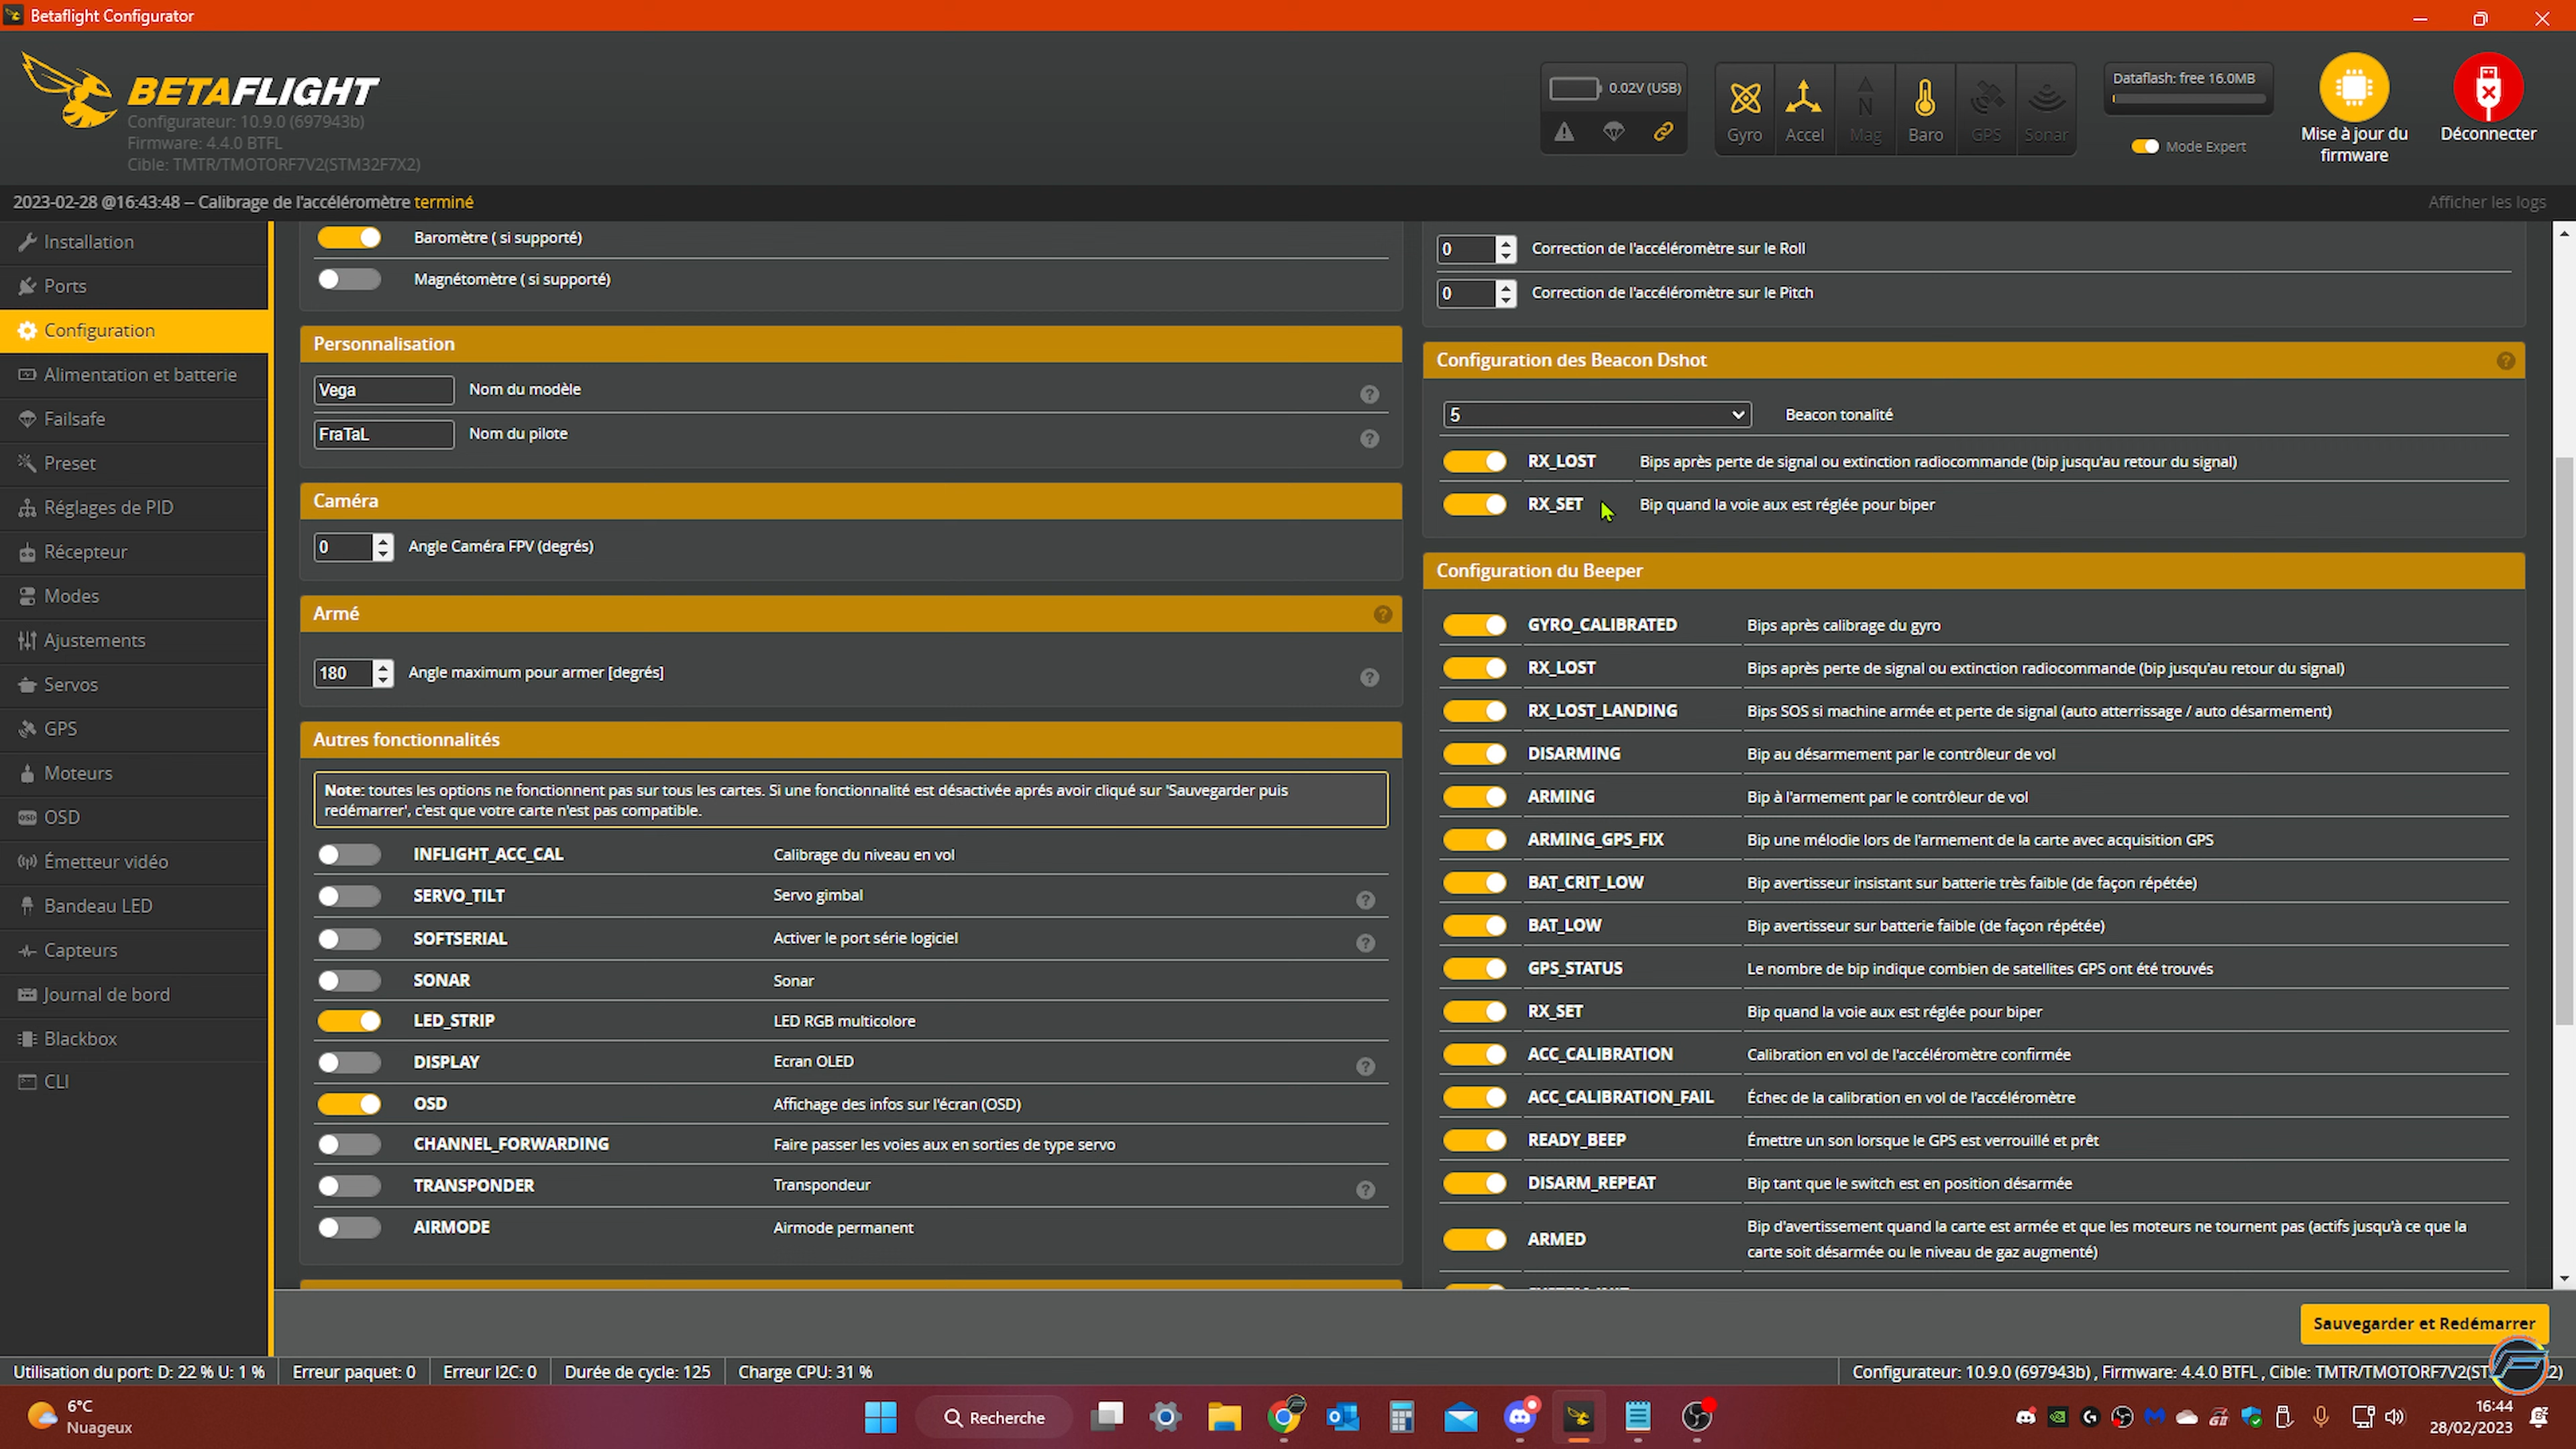 Betaflight Configurator
BETAFLIGHT
Configurateur: 10.9.0 (697943b)
Firmware: 4.4.0 BTFL
Cible: TMTR/TMOTORF7V2(STM32F7X2)
0.02V (USB)
Gyro
Accel
Mag
Baro
GPS
Sonar
Dataflash: free 16.0MB
Mode Expert
Mise à jour du
firmware
Déconnecter
2023-02-28 @16:43:48 -- Calibrage de l'accéléromètre terminé
Afficher les logs
Installation
Ports
Configuration
Alimentation et batterie
Failsafe
Preset
Réglages de PID
Récepteur
Modes
Ajustements
Servos
GPS
Moteurs
OSD
Émetteur vidéo
Bandeau LED
Capteurs
Journal de bord
Blackbox
CLI
Baromètre ( si supporté)
Magnétomètre ( si supporté)
Personnalisation
Vega Nom du modèle
FraTaL Nom du pilote
Caméra
0 Angle Caméra FPV (degrés)
Armé
180 Angle maximum pour armer [degrés]
Autres fonctionnalités
Note: toutes les options ne fonctionnent pas sur tous les cartes. Si une fonctionnalité est désactivée aprés avoir cliqué sur 'Sauvegarder puis
redémarrer', c'est que votre carte n'est pas compatible.
INFLIGHT_ACC_CAL Calibrage du niveau en vol
SERVO_TILT Servo gimbal
SOFTSERIAL Activer le port série logiciel
SONAR Sonar
LED_STRIP LED RGB multicolore
DISPLAY Ecran OLED
OSD Affichage des infos sur l'écran (OSD)
CHANNEL_FORWARDING Faire passer les voies aux en sorties de type servo
TRANSPONDER Transpondeur
AIRMODE Airmode permanent
0 Correction de l'accéléromètre sur le Roll
0 Correction de l'accéléromètre sur le Pitch
Configuration des Beacon Dshot
5 Beacon tonalité
RX_LOST Bips après perte de signal ou extinction radiocommande (bip jusqu'au retour du signal)
RX_SET Bip quand la voie aux est réglée pour biper
Configuration du Beeper
GYRO_CALIBRATED Bips après calibrage du gyro
RX_LOST Bips après perte de signal ou extinction radiocommande (bip jusqu'au retour du signal)
RX_LOST_LANDING Bips SOS si machine armée et perte de signal (auto atterrissage / auto désarmement)
DISARMING Bip au désarmement par le contrôleur de vol
ARMING Bip à l'armement par le contrôleur de vol
ARMING_GPS_FIX Bip une mélodie lors de l'armement de la carte avec acquisition GPS
BAT_CRIT_LOW Bip avertisseur insistant sur batterie très faible (de façon répétée)
BAT_LOW Bip avertisseur sur batterie faible (de façon répétée)
GPS_STATUS Le nombre de bip indique combien de satellites GPS ont été trouvés
RX_SET Bip quand la voie aux est réglée pour biper
ACC_CALIBRATION Calibration en vol de l'accéléromètre confirmée
ACC_CALIBRATION_FAIL Échec de la calibration en vol de l'accéléromètre
READY_BEEP Émettre un son lorsque le GPS est verrouillé et prêt
DISARM_REPEAT Bip tant que le switch est en position désarmée
ARMED Bip d'avertissement quand la carte est armée et que les moteurs ne tournent pas (actifs jusqu'à ce que la
carte soit désarmée ou le niveau de gaz augmenté)
Sauvegarder et Redémarrer
Utilisation du port: D: 22 % U: 1 %
Erreur paquet: 0
Erreur I2C: 0
Durée de cycle: 125
Charge CPU: 31 %
Configurateur: 10.9.0 (697943b) , Firmware: 4.4.0 BTFL , Cible: TMTR/TMOTORF7V2(ST
6°C
Nuageux
Recherche
16:44
28/02/2023